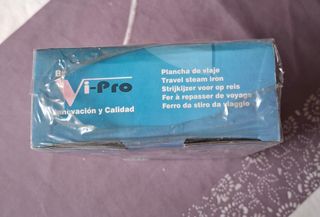 Vi-Pro
Innovación y Calidad
Plancha de viaje
Travel steam iron
Strijkijzer voor op reis
Fer à repasser de voyage
Ferro da stiro da viaggio